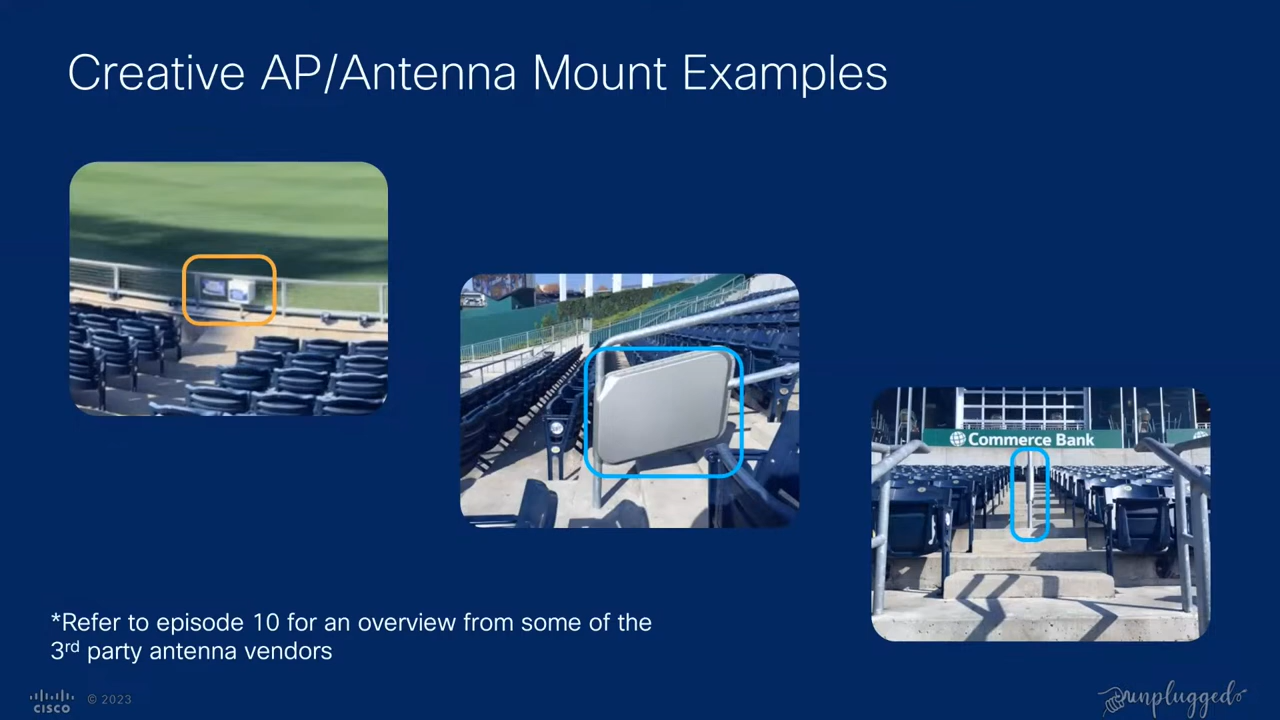 Creative AP/Antenna Mount Examples
Commerce Bank
*Refer to episode 10 for an overview from some of the
3rd party antenna vendors
CISCO © 2023
unplugged